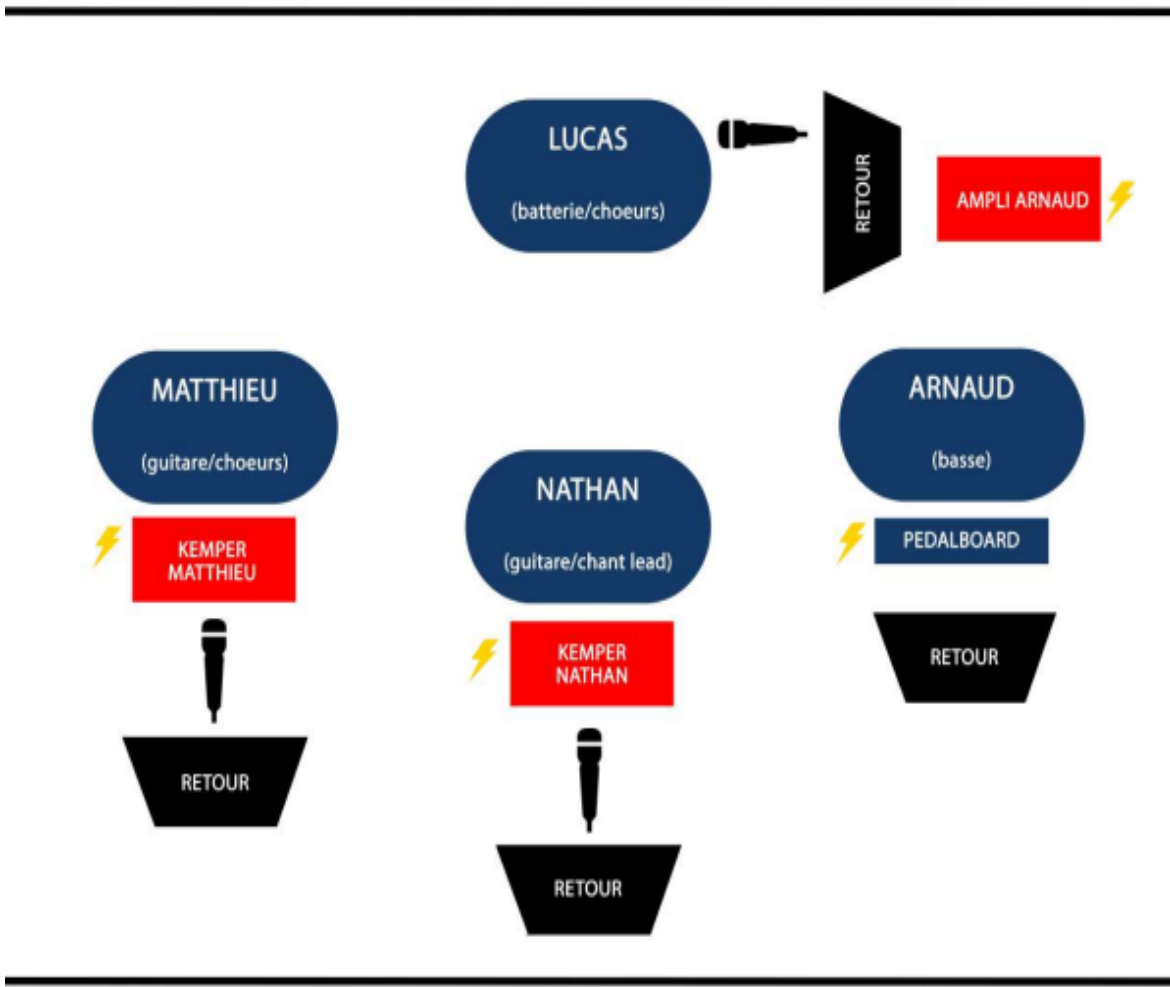 LUCAS
(batterie/choeurs)
RETOUR
AMPLI ARNAUD
MATTHIEU
(guitare/choeurs)
KEMPER
MATTHIEU
RETOUR
NATHAN
(guitare/chant lead)
KEMPER
NATHAN
RETOUR
ARNAUD
(basse)
PEDALBOARD
RETOUR